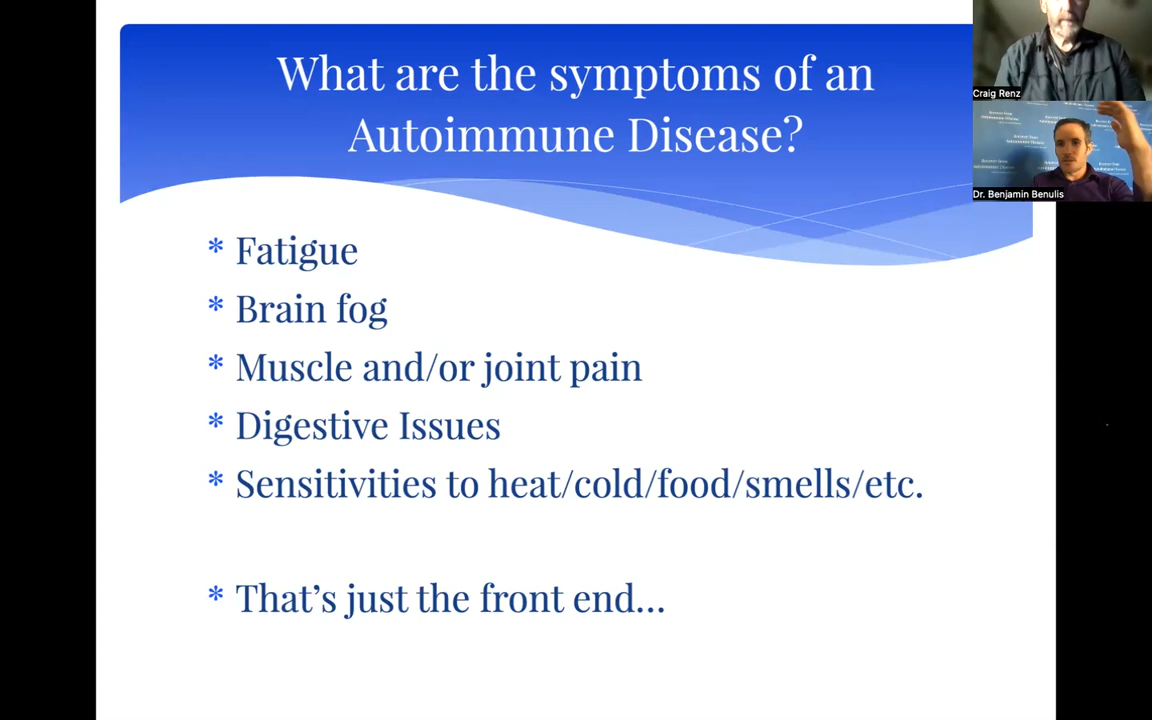 What are the symptoms of an
Autoimmune Disease?
Craig Renz
Dr. Benjamin Benulis
* Fatigue
* Brain fog
* Muscle and/or joint pain
* Digestive Issues
* Sensitivities to heat/cold/food/smells/etc.
* That's just the front end...